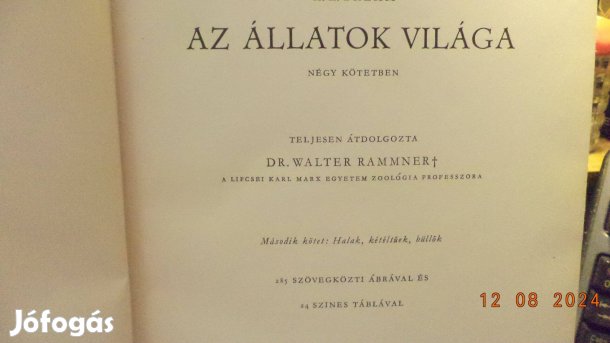 AZ ÁLLATOK VILÁGA
NÉGY KÖTETBEN
TELJESEN ÁTDOLGOZTA
DR. WALTER RAMMNER†
A LIPCSEI KARL MARX EGYETEM ZOOLÓGIA PROFESSZORA
Második kötet: Halak, kétéltűek, hüllők
285 SZÖVEGKÖZTI ÁBRÁVAL ÉS
24 SZINES TÁBLÁVAL
12 08 2024
Jófogás